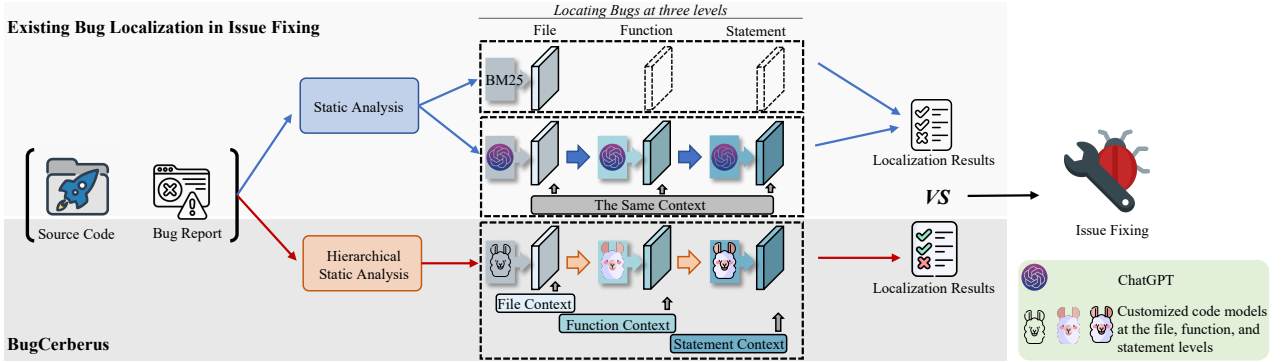 Locating Bugs at three levels
Existing Bug Localization in Issue Fixing
File
Function
Statement
BM25
Static Analysis
Localization Results
The Same Context
VS
Source Code
Bug Report
Issue Fixing
Hierarchical
Static Analysis
File Context
Function Context
Statement Context
Localization Results
BugCerberus
ChatGPT
Customized code models
at the file, function, and
statement levels